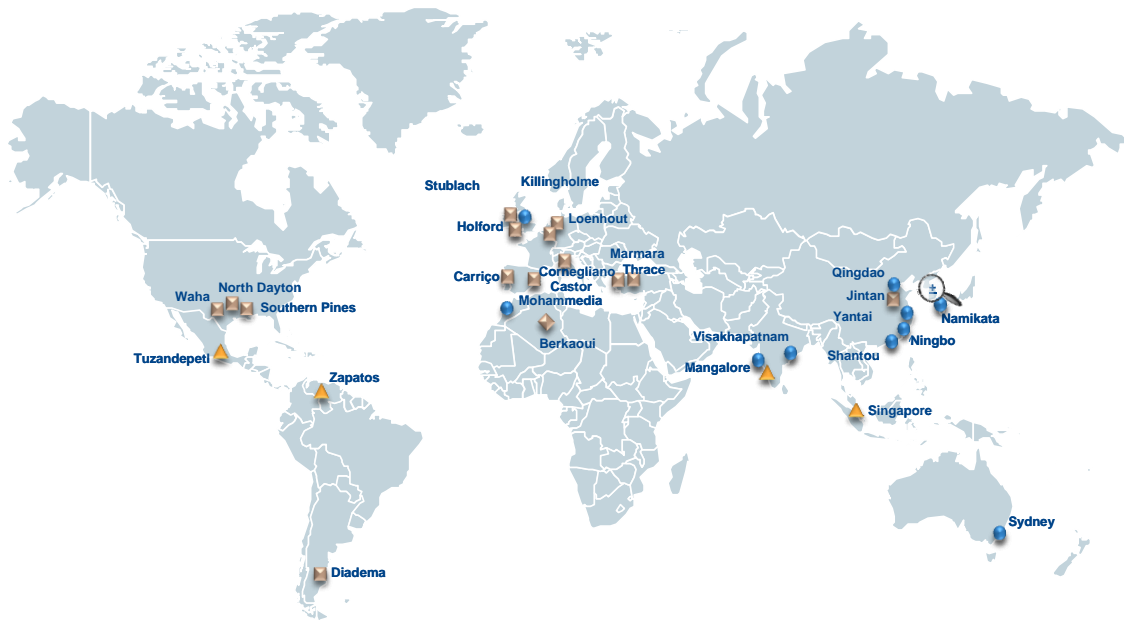 Stublach
Killingholme
Holford
Loenhout
Marmara
Carriço
Cornegliano
Thrace
Castor
Mohammedia
Berkaoui
North Dayton
Waha
Southern Pines
Tuzandepetl
Zapatos
Diadema
Qingdao
Jintan
Yantai
Namikata
Ningbo
Shantou
Visakhapatnam
Mangalore
Singapore
Sydney